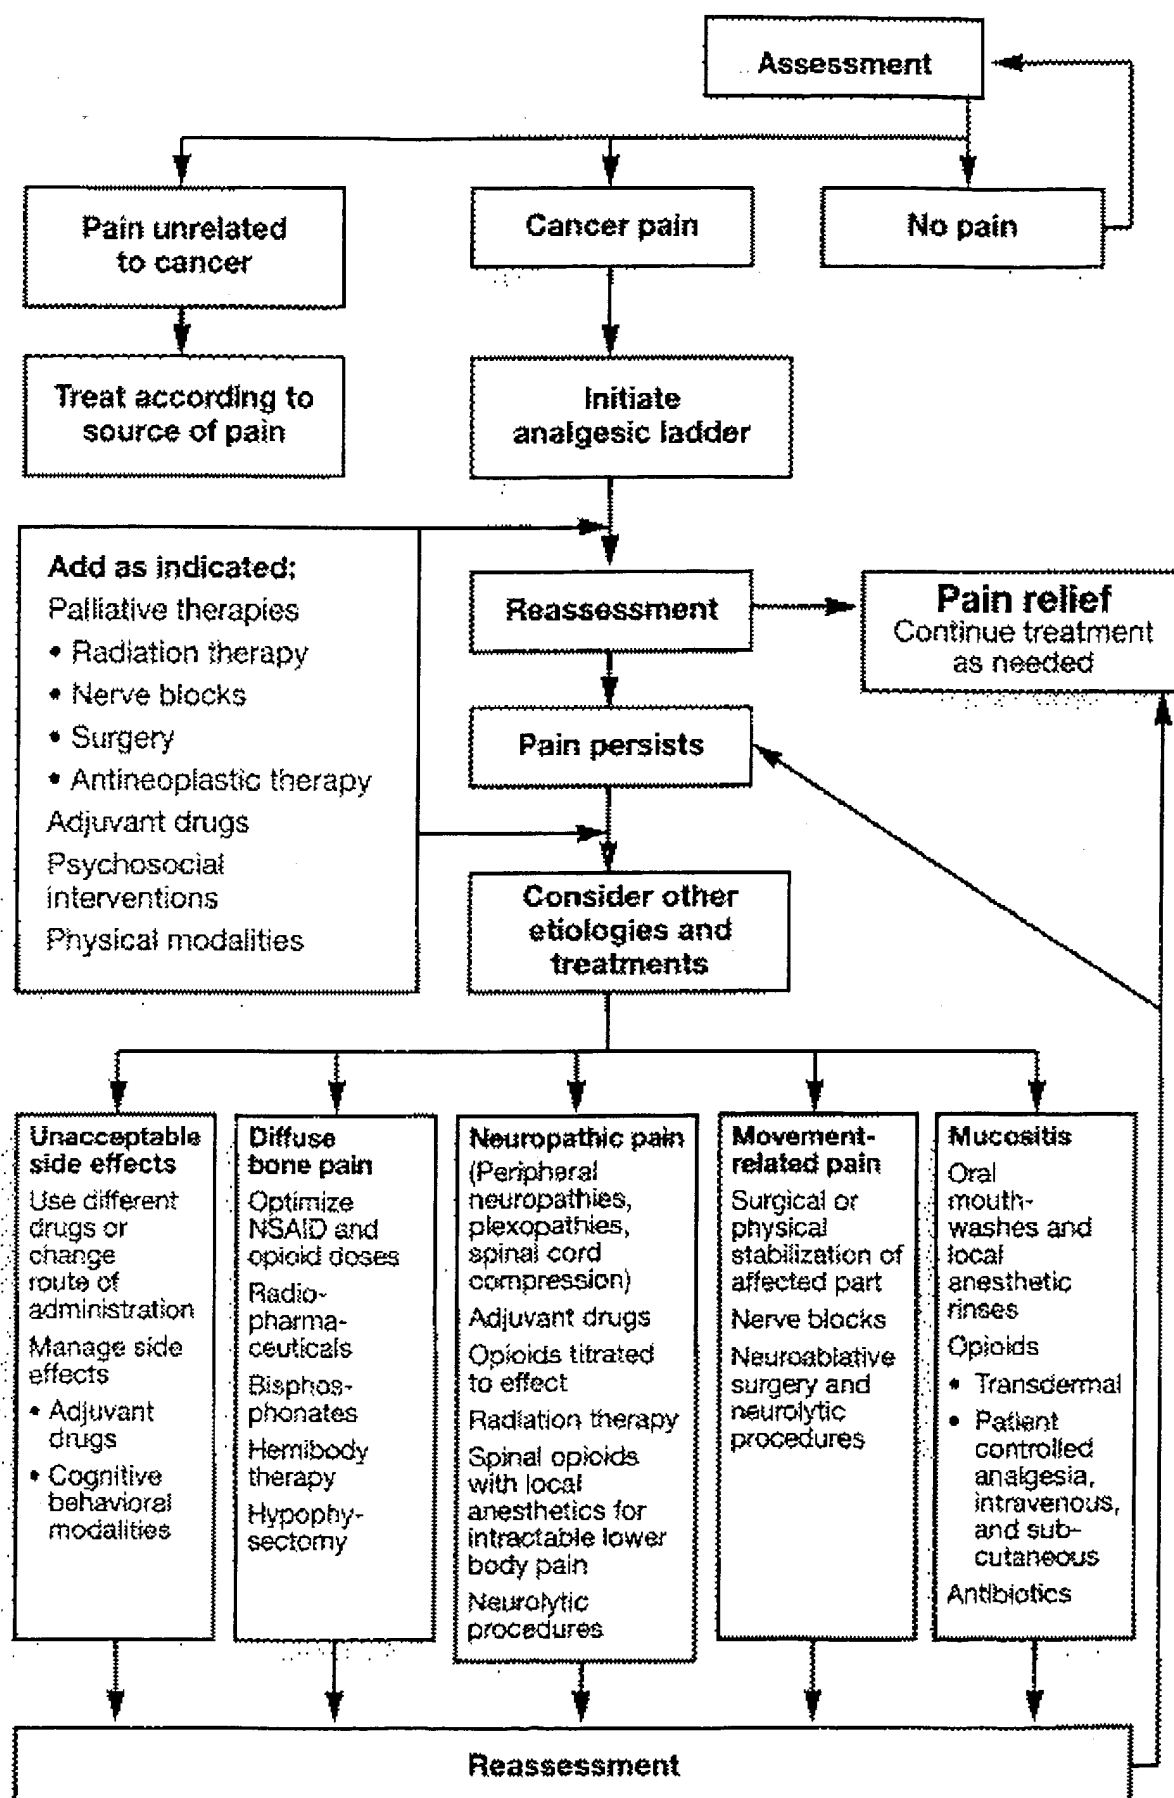 Assessment
Pain unrelated
to cancer
Cancer pain
No pain
Treat according to
source of pain
Initiate
analgesic ladder
Add as indicated:
Palliative therapies
• Radiation therapy
• Nerve blocks
• Surgery
• Antineoplastic therapy
Adjuvant drugs
Psychosocial
interventions
Physical modalities
Reassessment
Pain relief
Continue treatment
as needed
Pain persists
Consider other
etiologies and
treatments
Unacceptable
side effects
Use different
drugs or
change
route of
administration
Manage side
effects
• Adjuvant
drugs
• Cognitive
behavioral
modalities
Diffuse
bone pain
Optimize
NSAID and
opioid doses
Radio-
pharma-
ceuticals
Bisphos-
phonates
Hemibody
therapy
Hypophy-
sectomy
Neuropathic pain
(Peripheral
neuropathies,
plexopathies,
spinal cord
compression)
Adjuvant drugs
Opioids titrated
to effect
Radiation therapy
Spinal opioids
with local
anesthetics for
intractable lower
body pain
Neurolytic
procedures
Movement-
related pain
Surgical or
physical
stabilization of
affected part
Nerve blocks
Neuroablative
surgery and
neurolytic
procedures
Mucositis
Oral
mouth-
washes and
local
anesthetic
rinses
Opioids
• Transdermal
• Patient
controlled
analgesia,
intravenous,
and sub-
cutaneous
Antibiotics
Reassessment